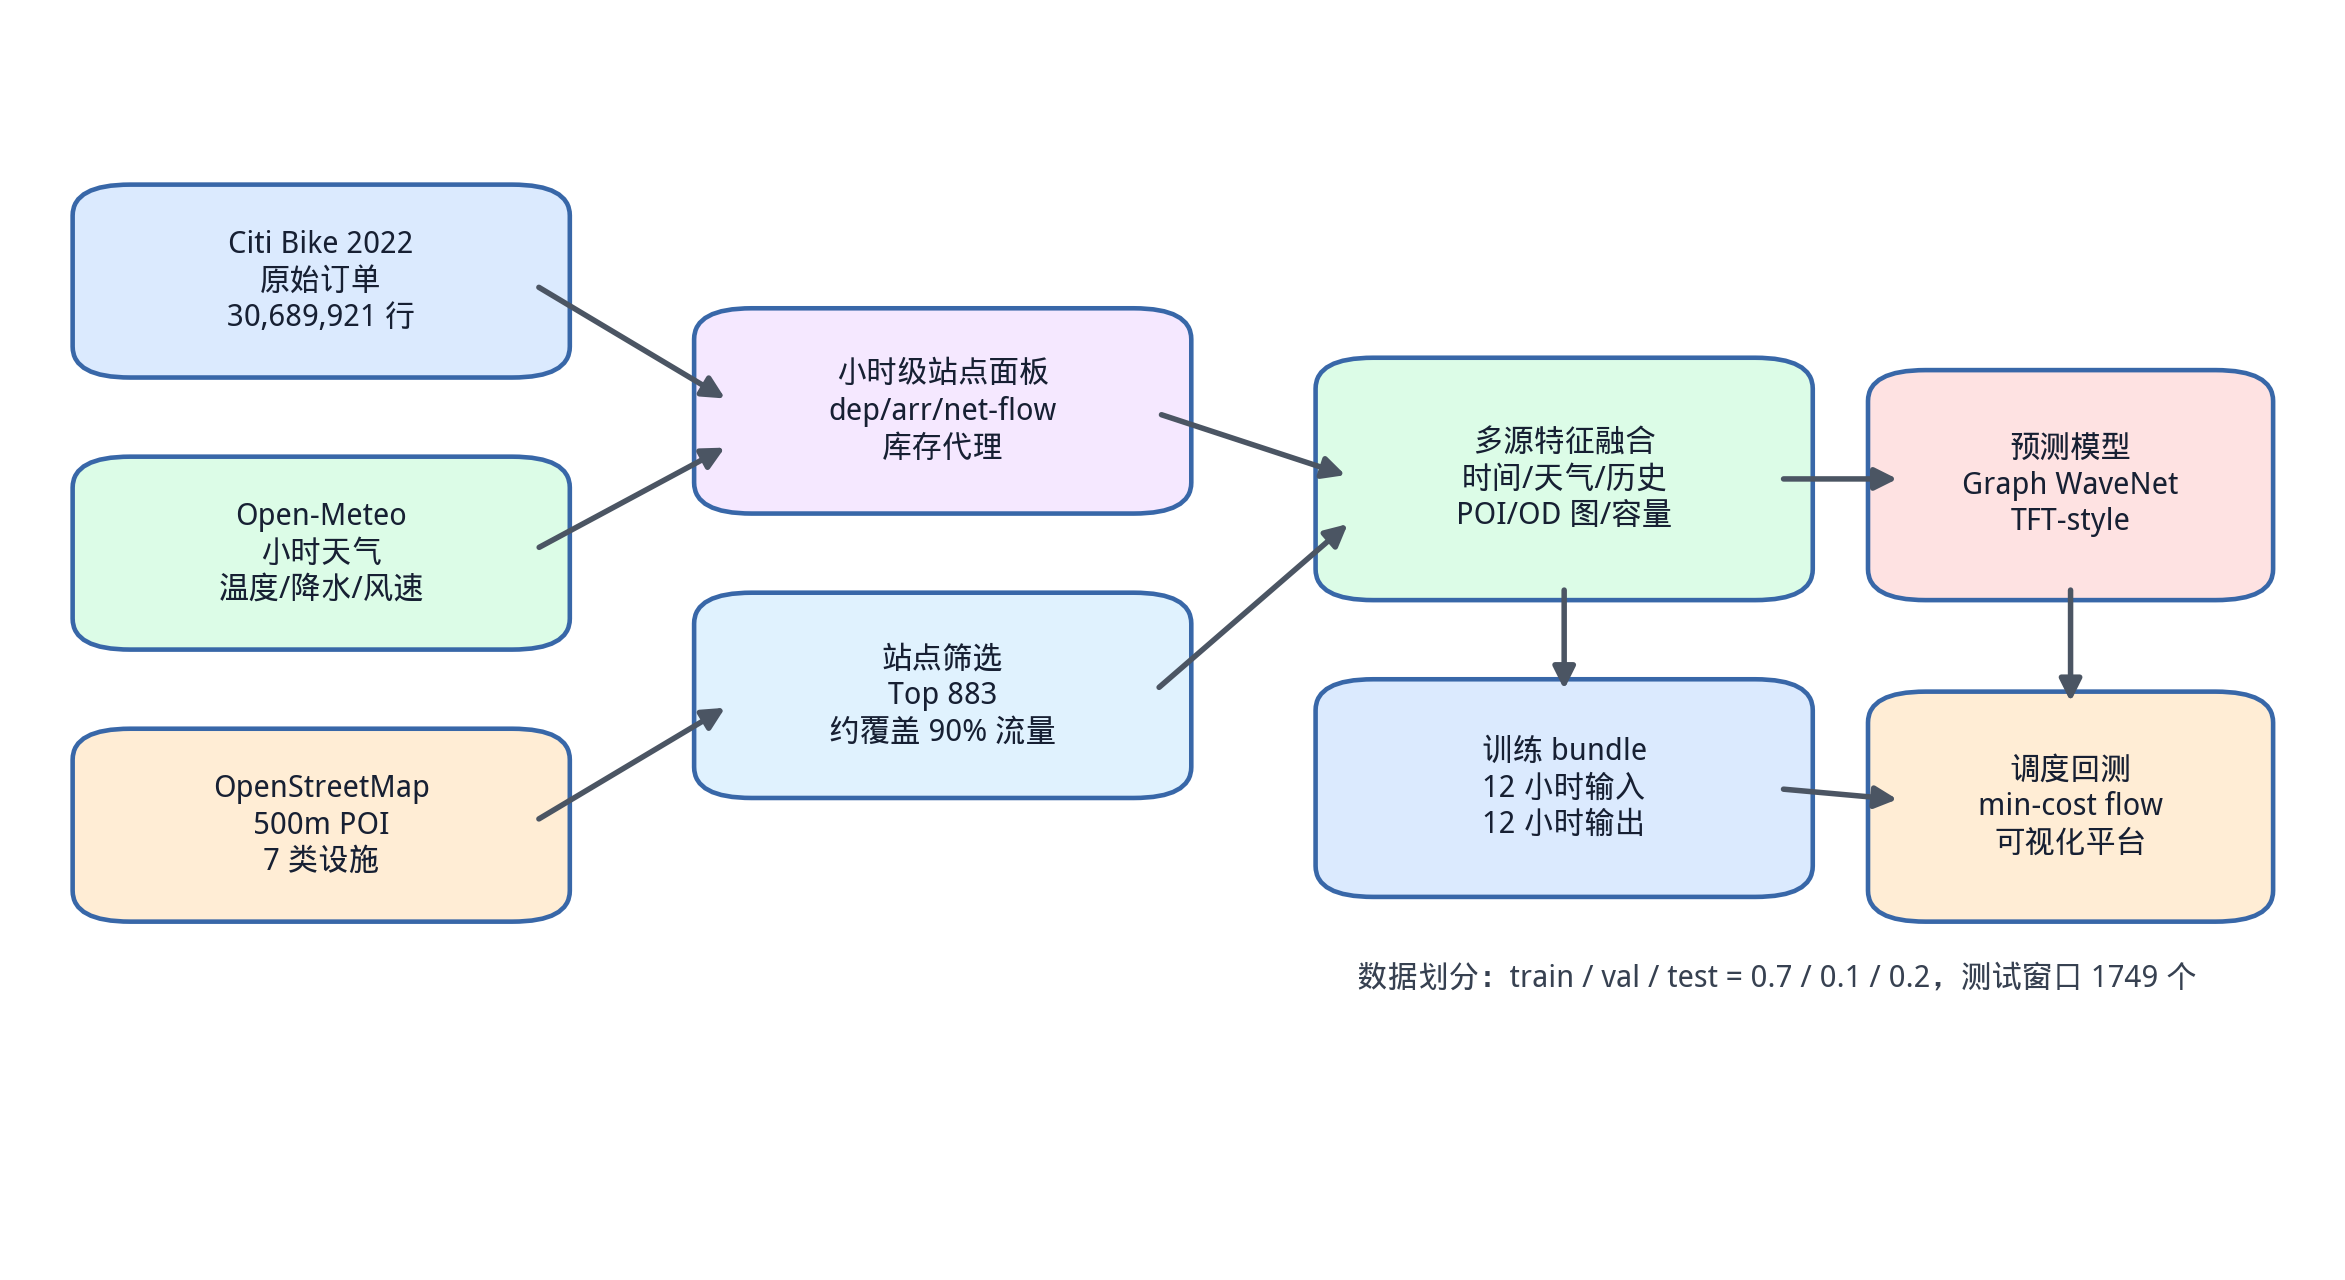 Citi Bike 2022
原始订单
30,689,921 行
Open-Meteo
小时天气
温度/降水/风速
OpenStreetMap
500m POI
7 类设施
小时级站点面板
dep/arr/net-flow
库存代理
站点筛选
Top 883
约覆盖 90% 流量
多源特征融合
时间/天气/历史
POI/OD 图/容量
训练 bundle
12 小时输入
12 小时输出
预测模型
Graph WaveNet
TFT-style
调度回测
min-cost flow
可视化平台
数据划分：train / val / test = 0.7 / 0.1 / 0.2，测试窗口 1749 个